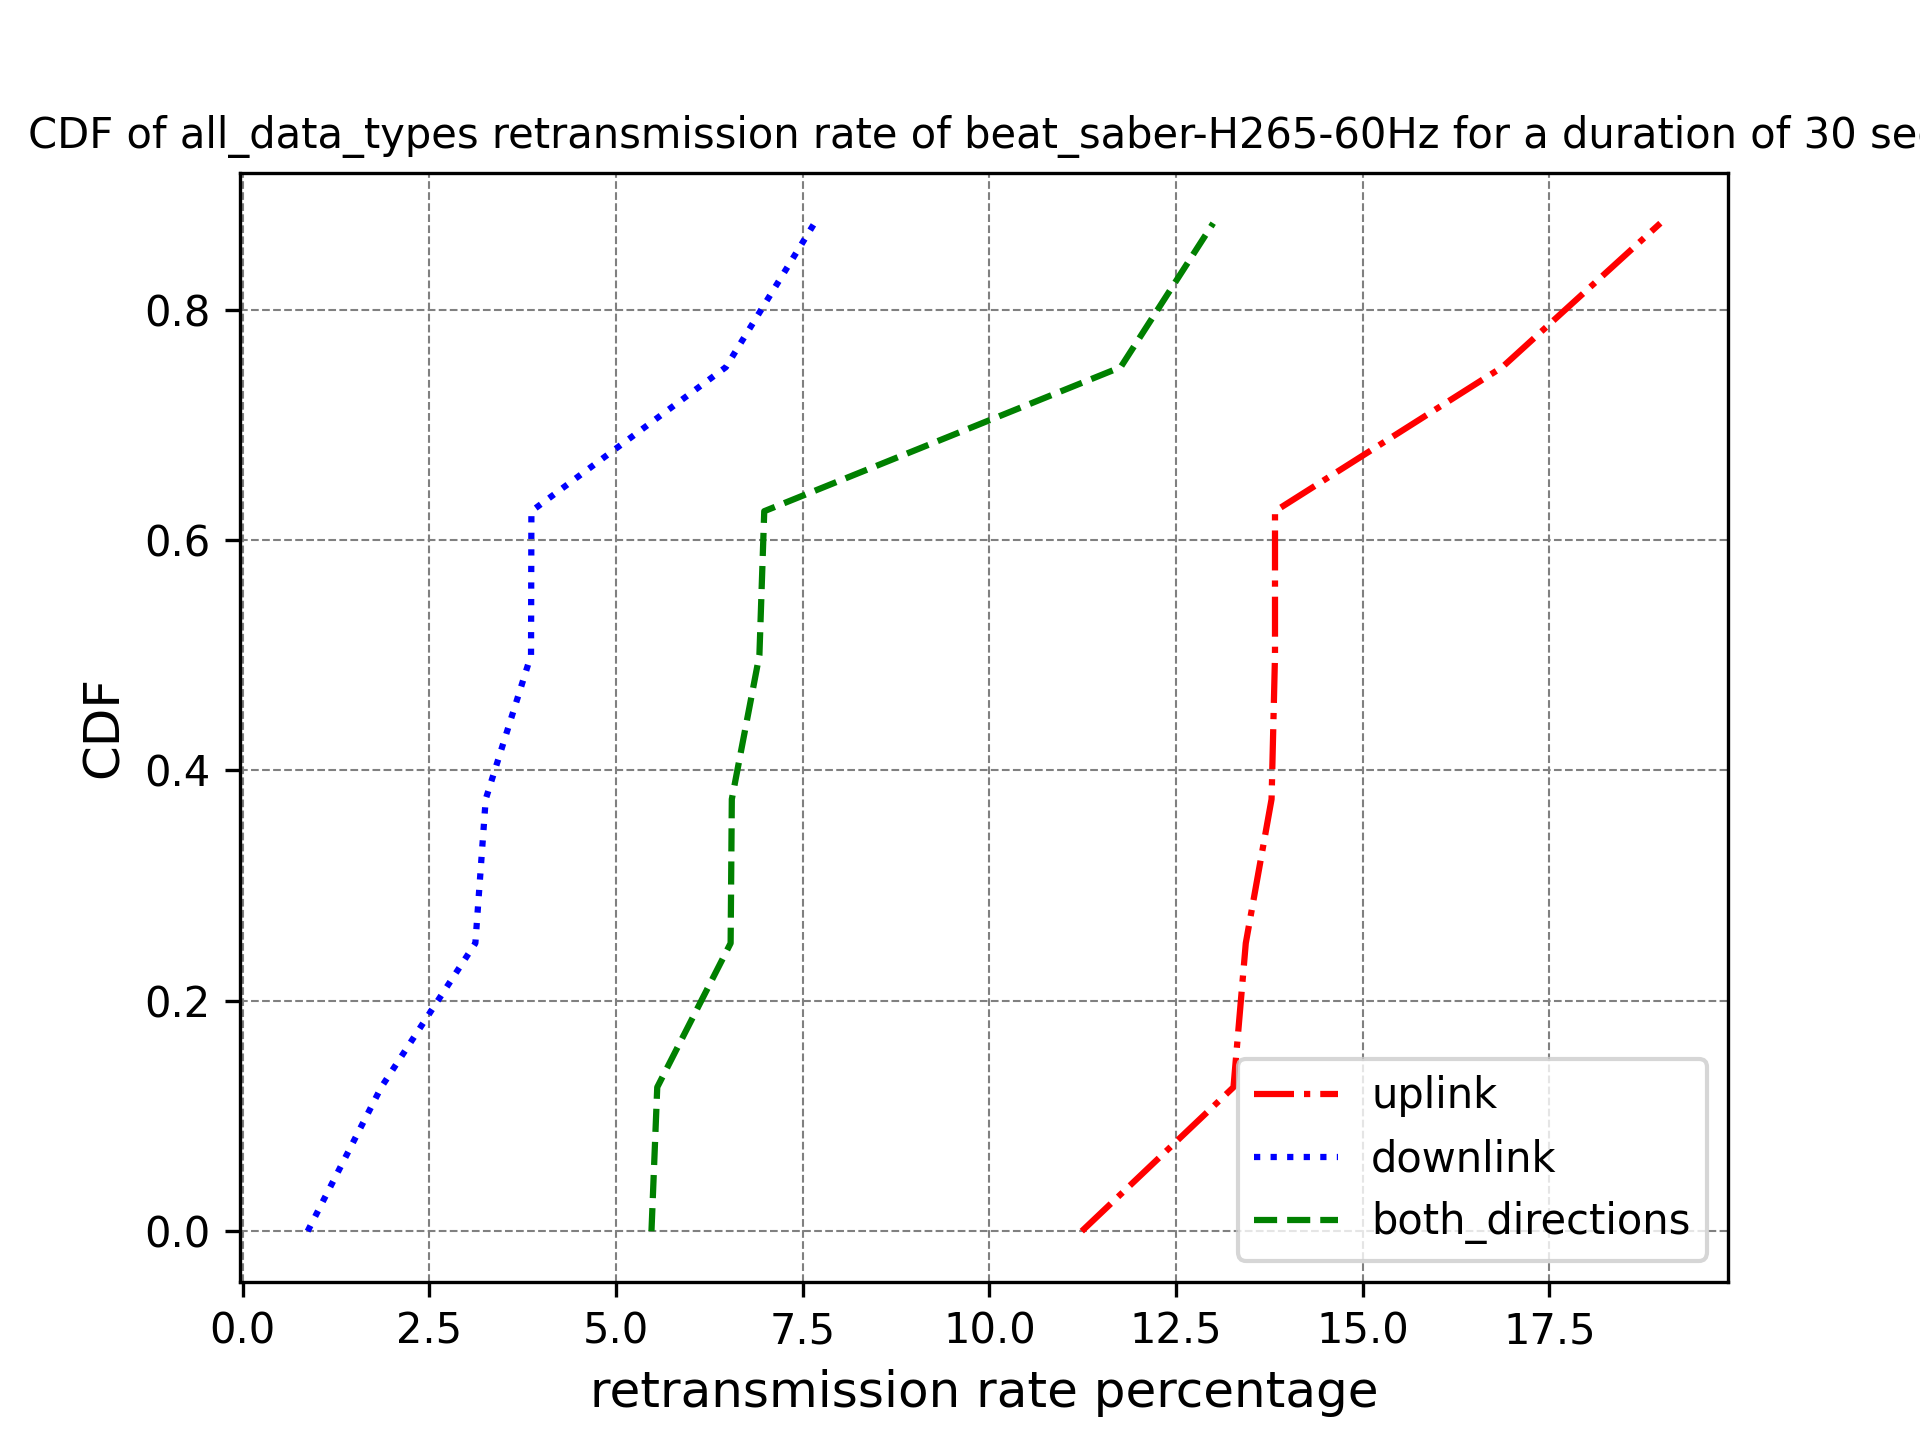 CDF of all_data_types retransmission rate of beat_saber-H265-60Hz for a duration of 30
CDF
0.8
0.6
0.4
0.2
0.0
uplink
downlink
both_directions
0.0 2.5 5.0 7.5 10.0 12.5 15.0 17.5
retransmission rate percentage